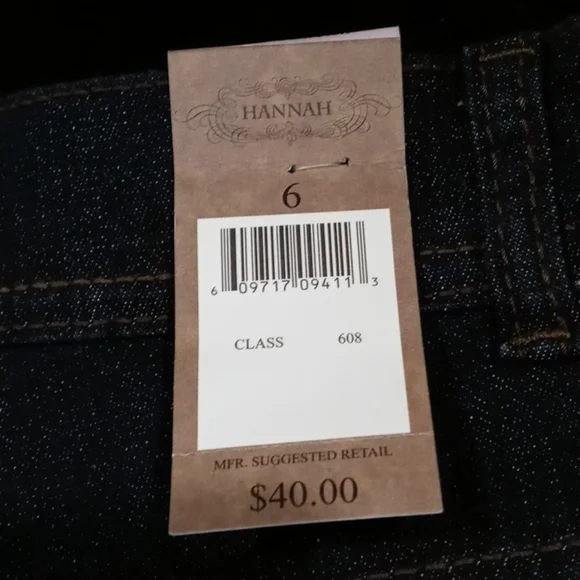 HANNAH
6
6 09717 09411 3
CLASS 608
MFR. SUGGESTED RETAIL
$40.00